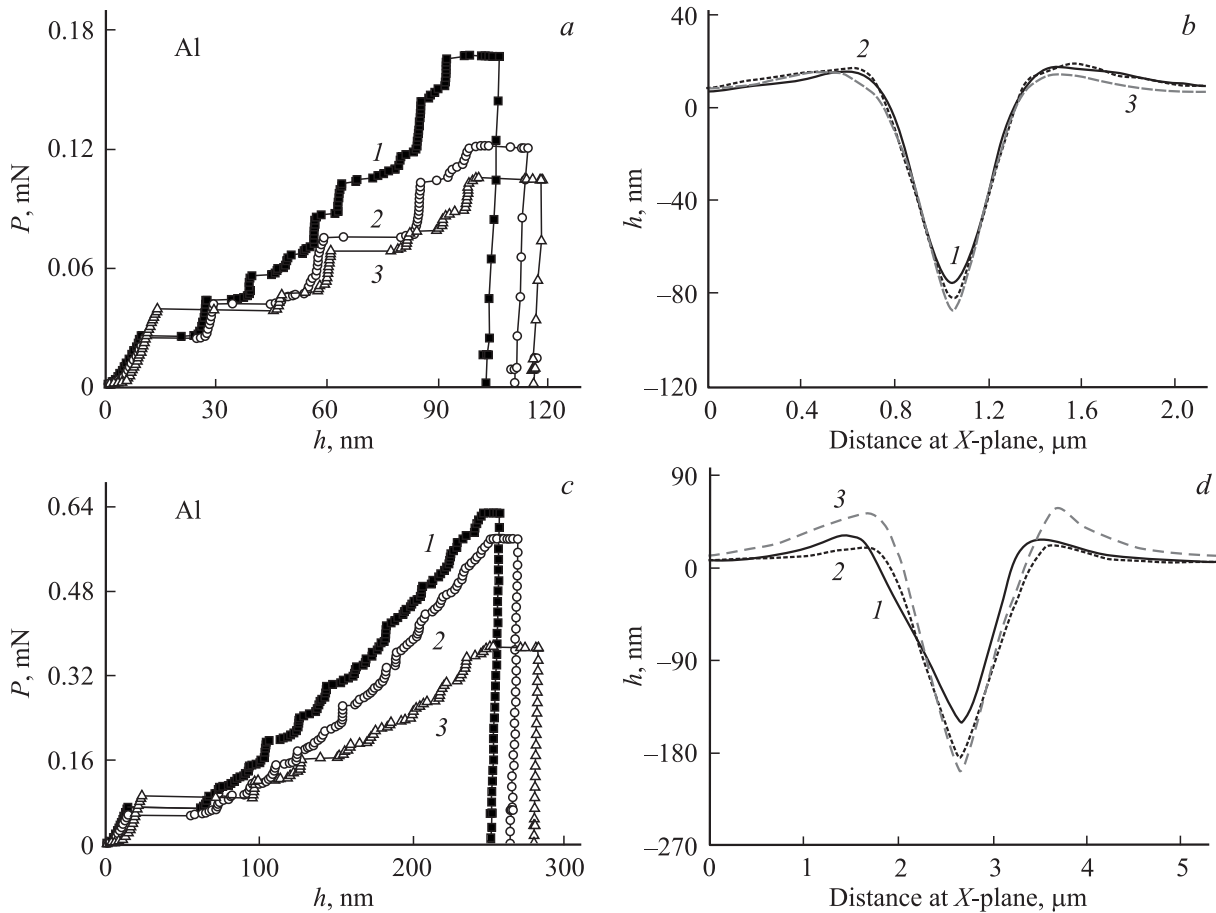 a
Al
0.18
0.12
0.06
0
P, mN
1
2
3
0 30 60 90 120
h, nm
b
40
0
–40
–80
–120
h, nm
2
3
1
0 0.4 0.8 1.2 1.6 2.0
Distance at X-plane, μm
c
Al
0.64
0.48
0.32
0.16
0
P, mN
1
2
3
0 100 200 300
h, nm
d
90
0
–90
–180
–270
h, nm
3
2
1
0 1 2 3 4 5
Distance at X-plane, μm